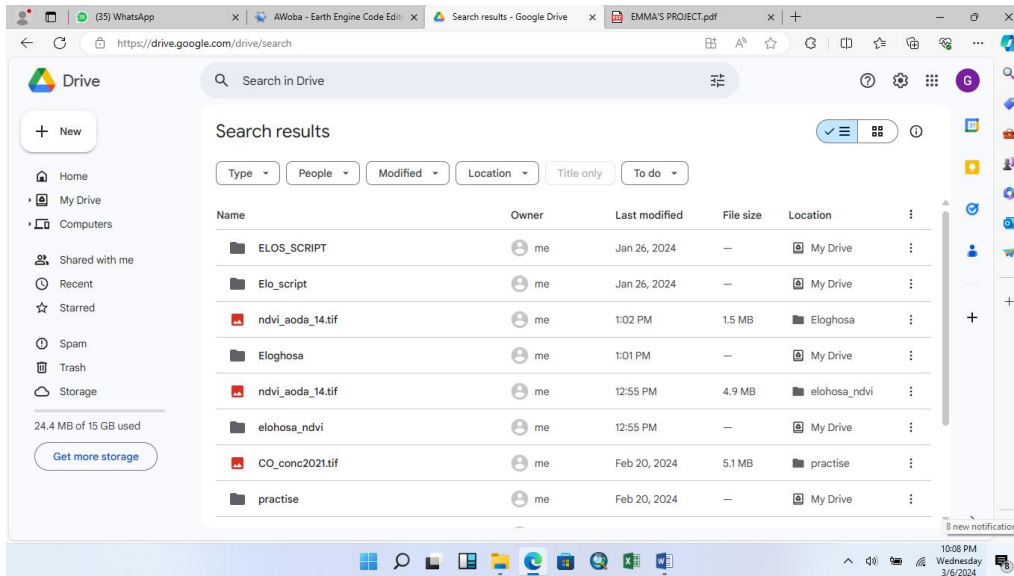 (35) WhatsApp
AWoba - Earth Engine Code Edit
Search results - Google Drive
EMMA'S PROJECT.pdf
https://drive.google.com/drive/search
Drive
Search in Drive
G
New
Search results
Home
My Drive
Computers
Shared with me
Recent
Starred
Spam
Trash
Storage
24.4 MB of 15 GB used
Get more storage
Type People Modified Location Title only To do
Name Owner Last modified File size Location
ELOS_SCRIPT me Jan 26, 2024 — My Drive
Elo_script me Jan 26, 2024 — My Drive
ndvi_aoda_14.tif me 1:02 PM 1.5 MB Eloghosa
Eloghosa me 1:01 PM — My Drive
ndvi_aoda_14.tif me 12:55 PM 4.9 MB elohosa_ndvi
elohosa_ndvi me 12:55 PM — My Drive
CO_conc2021.tif me Feb 20, 2024 5.1 MB practise
practise me Feb 20, 2024 — My Drive
31
8 new notification
10:08 PM
Wednesday
3/6/2024
8